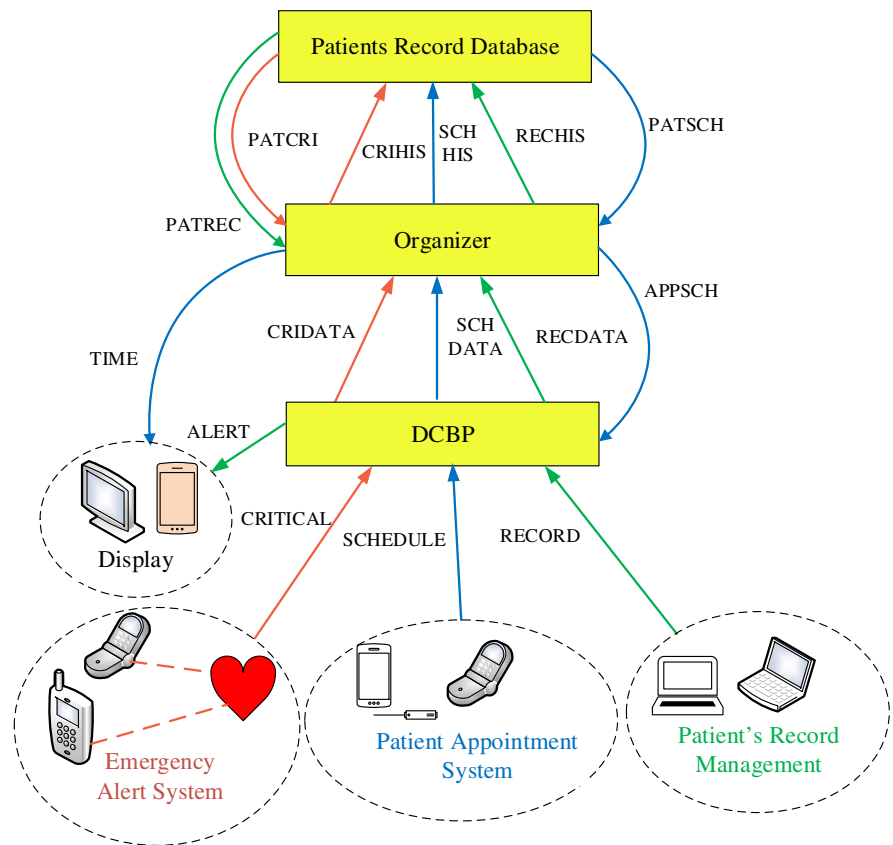 Patients Record Database
PATCRI
CRIHIS
SCH
HIS
RECHIS
PATSCH
PATREC
Organizer
TIME
CRIDATA
SCH
DATA
RECDATA
APPSCH
ALERT
DCBP
Display
CRITICAL
SCHEDULE
RECORD
Emergency
Alert System
Patient Appointment
System
Patient's Record
Management